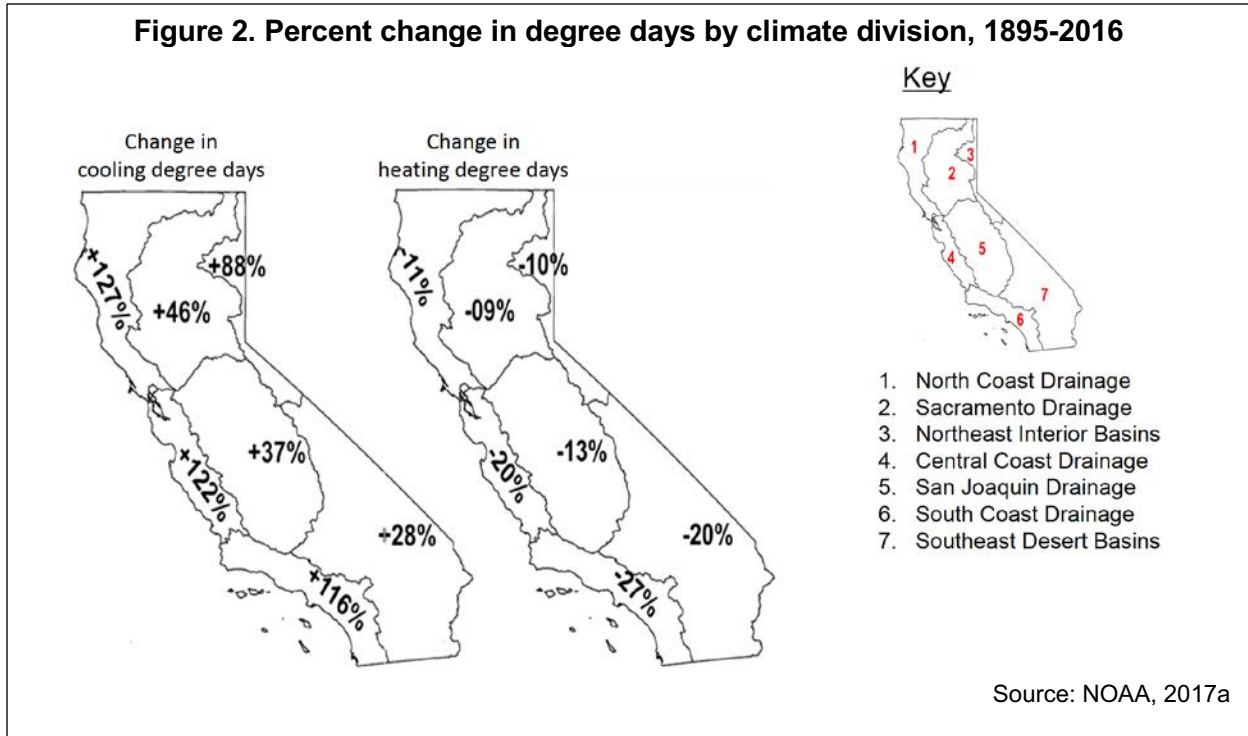 Figure 2. Percent change in degree days by climate division, 1895-2016
Change in
cooling degree days
+127%
+88%
+46%
+37%
+122%
+28%
+116%
Change in
heating degree days
-11%
-10%
-09%
-13%
-20%
-20%
-27%
Key
1
3
2
5
4
7
6
1. North Coast Drainage
2. Sacramento Drainage
3. Northeast Interior Basins
4. Central Coast Drainage
5. San Joaquin Drainage
6. South Coast Drainage
7. Southeast Desert Basins
Source: NOAA, 2017a